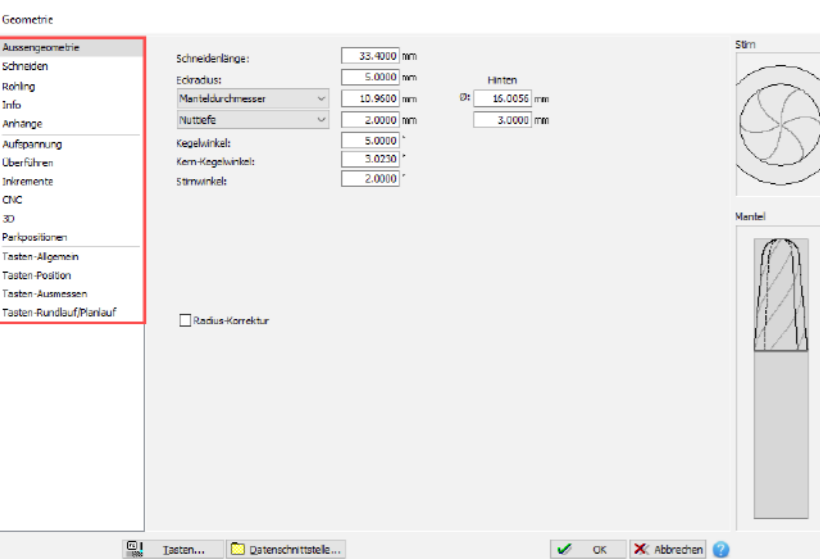 Geometrie
Aussengeometrie
Schneiden
Rohling
Info
Anhänge
Aufspannung
Überführen
Inkremente
CNC
3D
Parkpositionen
Tasten-Allgemein
Tasten-Position
Tasten-Ausmessen
Tasten-Rundlauf/Planlauf
Schneidenlänge: 33.4000 mm
Eckradius: 5.0000 mm Hinten
Manteldurchmesser 10.9600 mm Ø: 16.0056 mm
Nuttiefe 2.0000 mm 3.0000 mm
Kegelwinkel: 5.0000 °
Kern-Kegelwinkel: 3.0230 °
Stirnwinkel: 2.0000 °
Radius-Korrektur
Stirn
Mantel
Tasten... Datenschnittstelle... OK Abbrechen ?